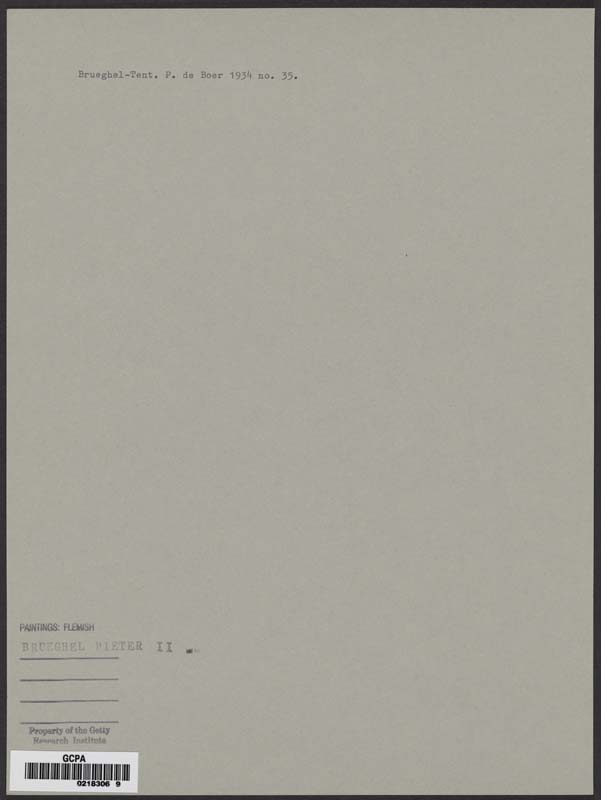 Brueghel-Tent. P. de Boer 1934 no. 35.
PAINTINGS: FLEMISH
BRUEGHEL PIETER II
Property of the Getty
Research Institute
GCPA
0218306 9